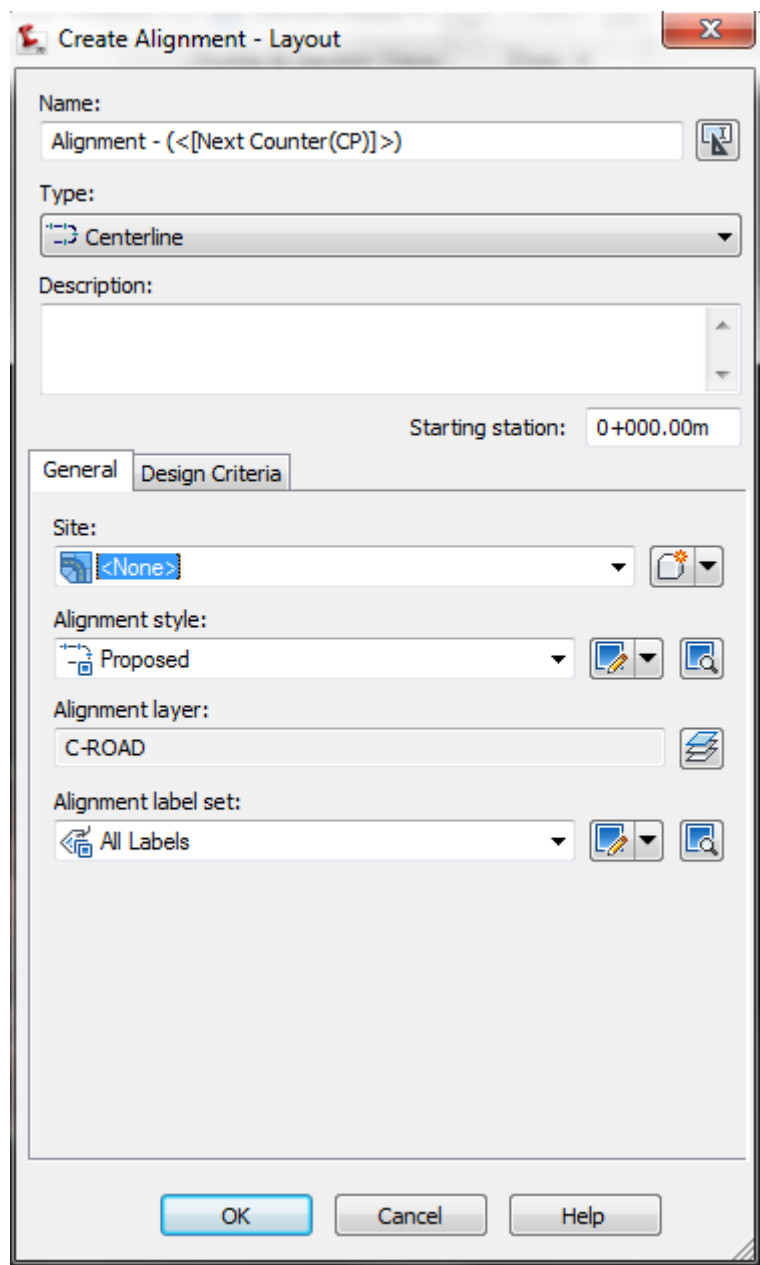 Create Alignment - Layout
Name:
Alignment - (<[Next Counter(CP)]>)
Type:
Centerline
Description:
Starting station: 0+000.00m
General Design Criteria
Site:
<None>
Alignment style:
Proposed
Alignment layer:
C-ROAD
Alignment label set:
All Labels
OK Cancel Help